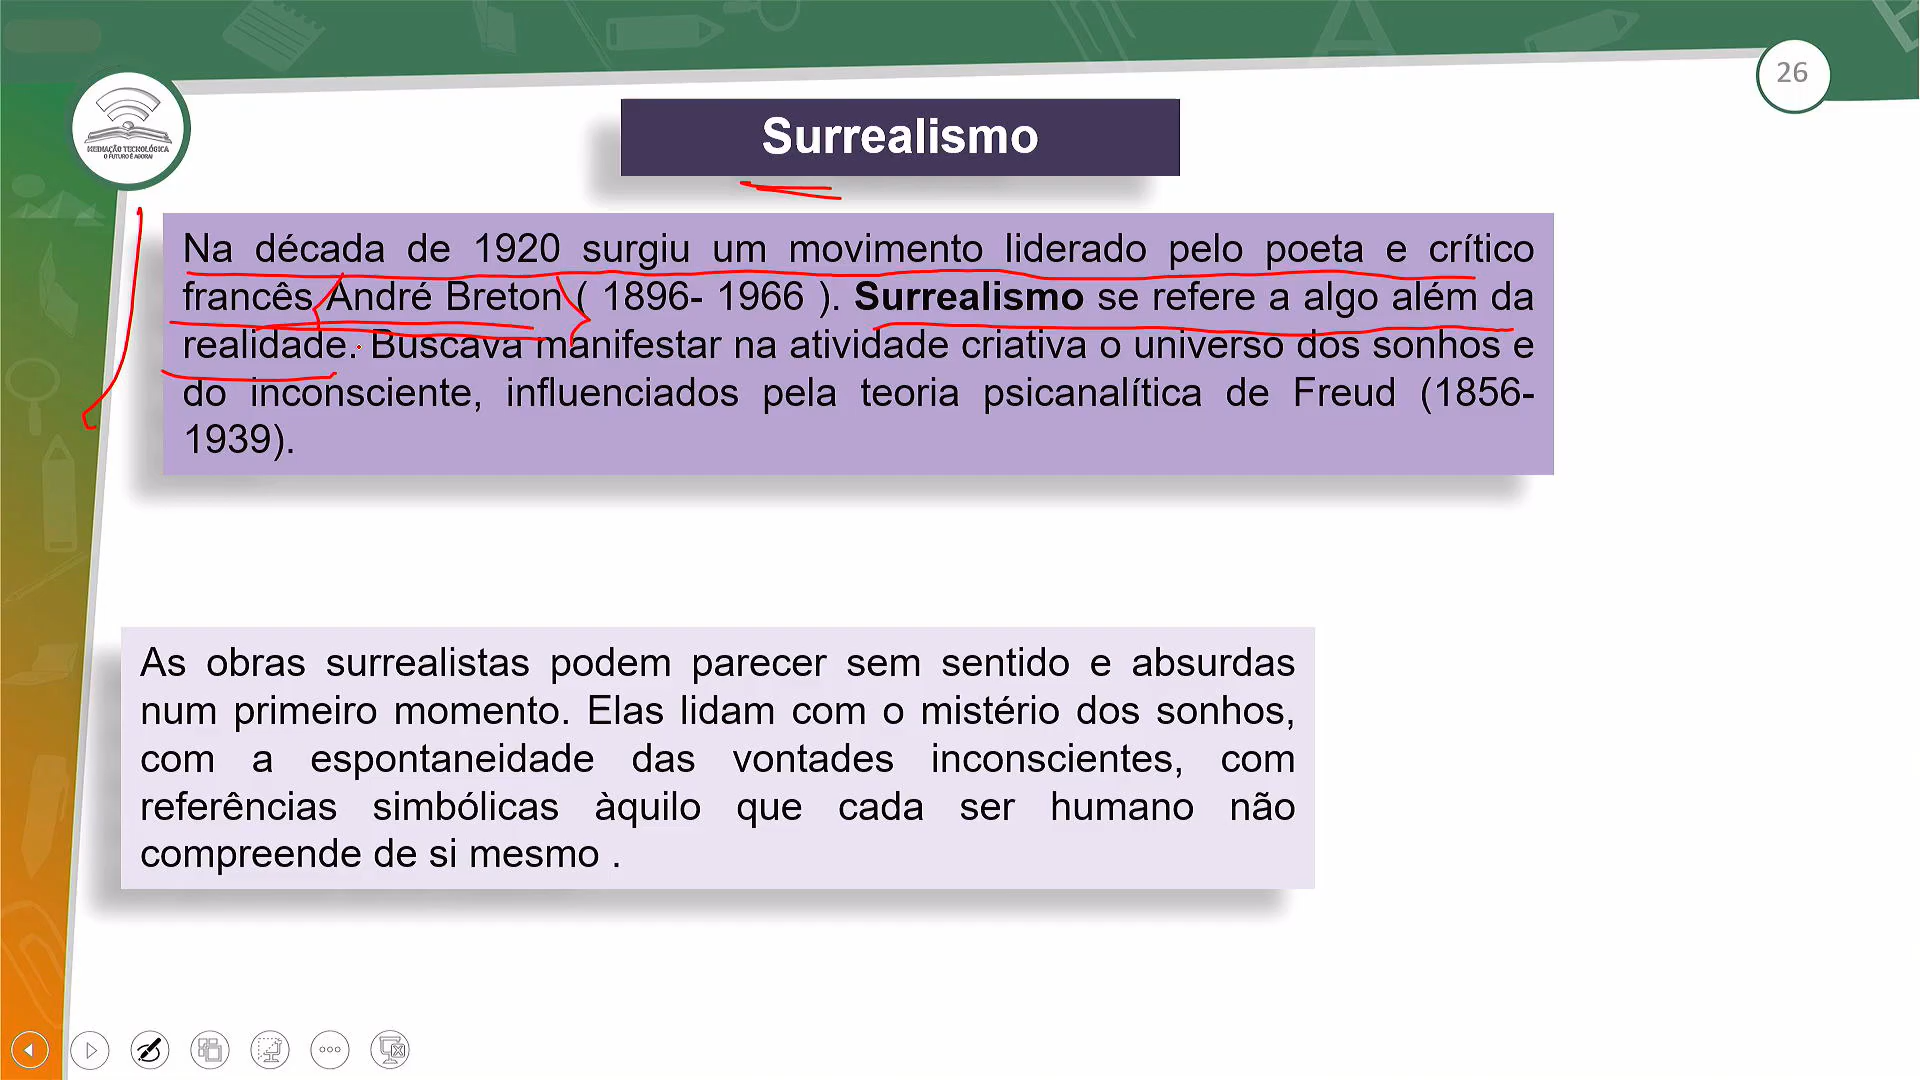 26
MEDIAÇÃO TECNOLÓGICA
O FUTURO É AGORA!
Surrealismo
Na década de 1920 surgiu um movimento liderado pelo poeta e crítico
francês André Breton ( 1896- 1966 ). Surrealismo se refere a algo além da
realidade. Buscava manifestar na atividade criativa o universo dos sonhos e
do inconsciente, influenciados pela teoria psicanalítica de Freud (1856-
1939).
As obras surrealistas podem parecer sem sentido e absurdas
num primeiro momento. Elas lidam com o mistério dos sonhos,
com a espontaneidade das vontades inconscientes, com
referências simbólicas àquilo que cada ser humano não
compreende de si mesmo .